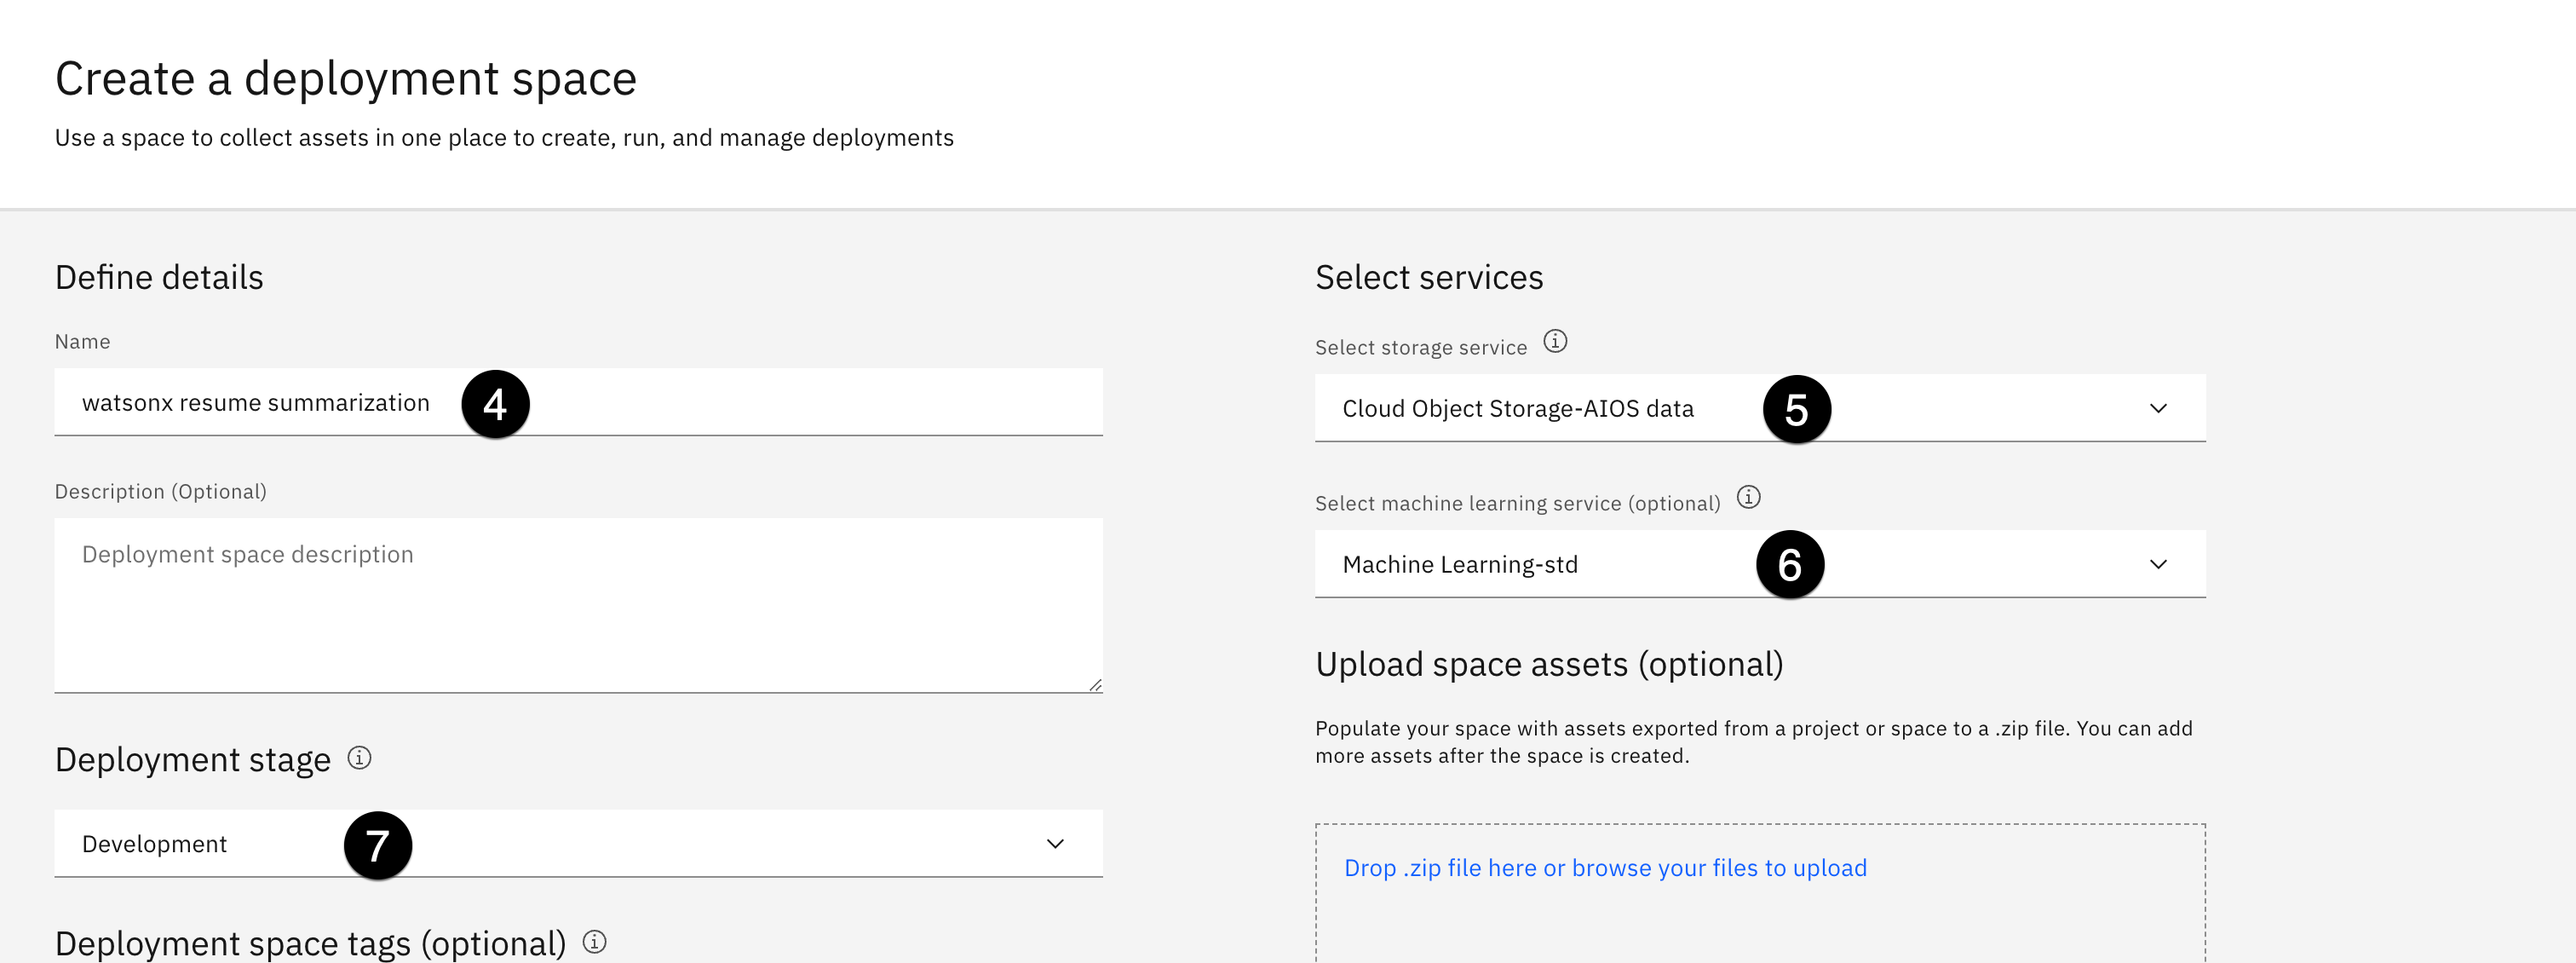 Create a deployment space
Use a space to collect assets in one place to create, run, and manage deployments
Define details
Name
watsonx resume summarization 4
Description (Optional)
Deployment space description
Deployment stage
Development 7
Deployment space tags (optional)
Select services
Select storage service
Cloud Object Storage-AIOS data 5
Select machine learning service (optional)
Machine Learning-std 6
Upload space assets (optional)
Populate your space with assets exported from a project or space to a .zip file. You can add
more assets after the space is created.
Drop .zip file here or browse your files to upload